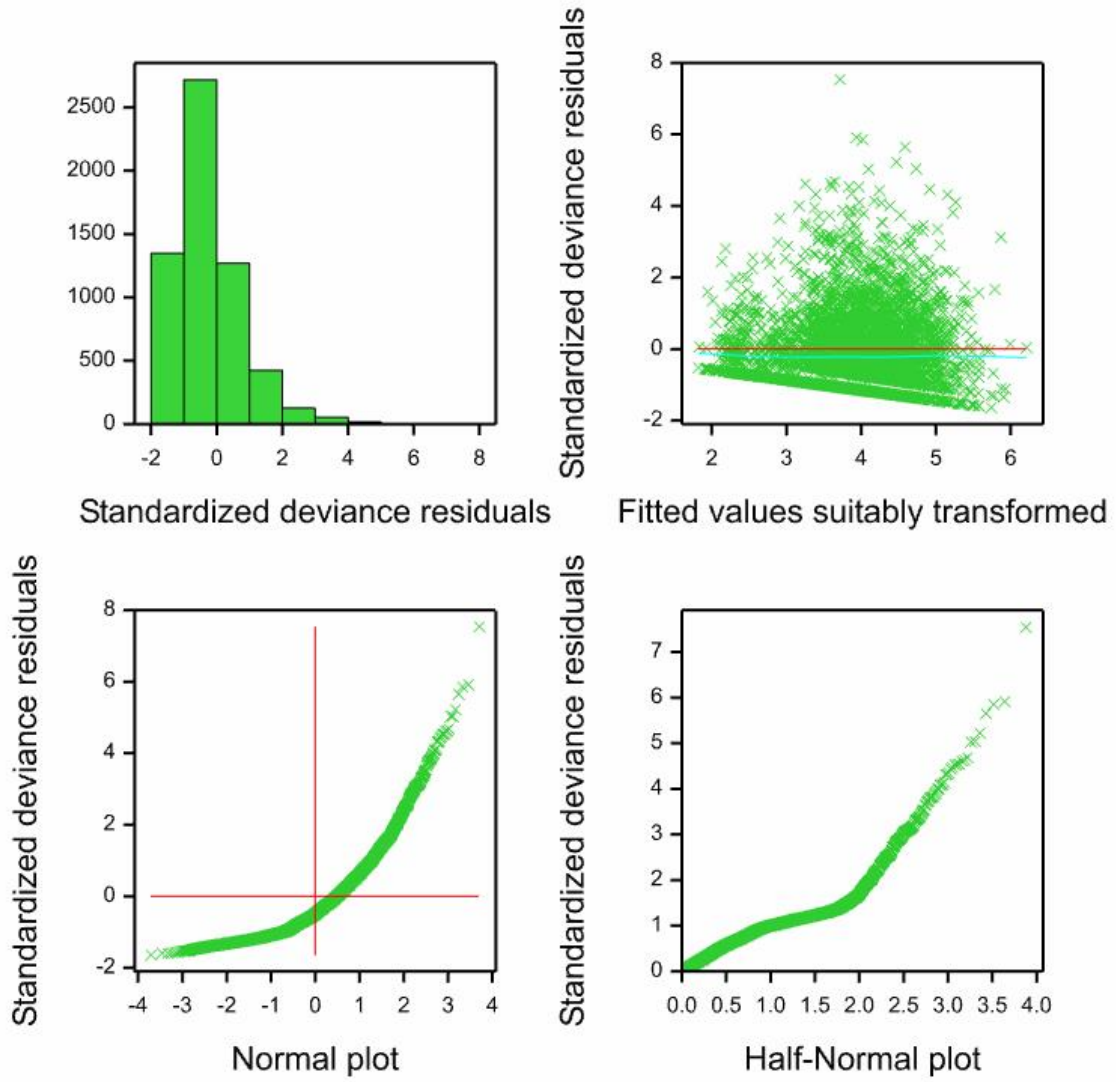 2500
2000
1500
1000
500
0
-2 0 2 4 6 8
Standardized deviance residuals
Standardized deviance residuals
8
6
4
2
0
-2
2 3 4 5 6
Fitted values suitably transformed
Standardized deviance residuals
8
6
4
2
0
-2
-4 -3 -2 -1 0 1 2 3 4
Normal plot
Standardized deviance residuals
7
6
5
4
3
2
1
0
0.0 0.5 1.0 1.5 2.0 2.5 3.0 3.5 4.0
Half-Normal plot